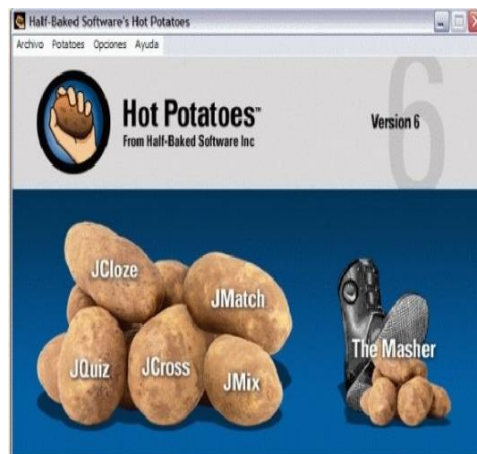 Half-Baked Software's Hot Potatoes
Archivo Potatoes Opciones Ayuda
Hot Potatoes™
From Half-Baked Software Inc
6
Version 6
JCloze
JMatch
JQuiz
JCross
JMix
The Masher